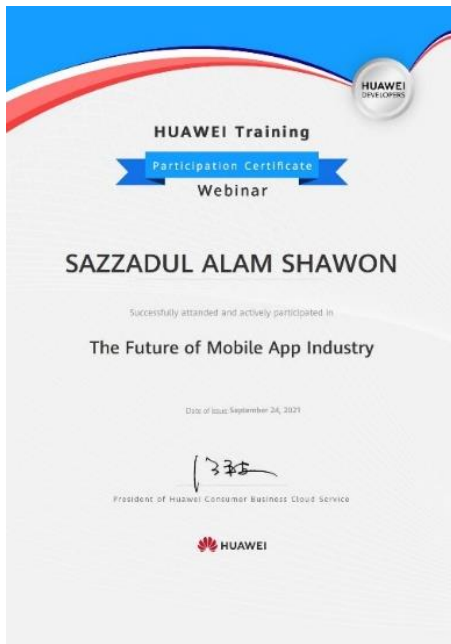 HUAWEI
DEVELOPERS
HUAWEI Training
Participation Certificate
Webinar
SAZZADUL ALAM SHAWON
Successfully attanded and actively participated in
The Future of Mobile App Industry
Date of issue: September 24, 2021
President of Huawei Consumer Business Cloud Service
HUAWEI